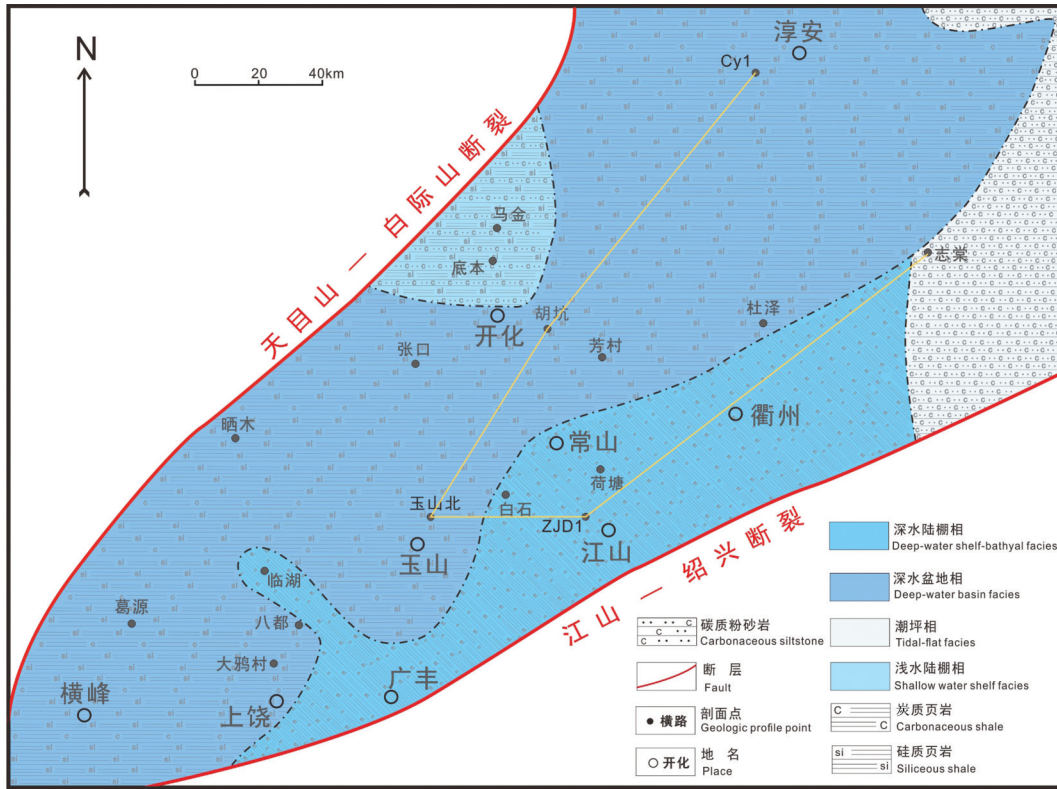 N
0 20 40km
淳安
Cy1
天目山 — 白际山断裂
马金
底本
志棠
开化
胡坑
杜泽
张口
芳村
晒木
衢州
常山
荷塘
玉山北
白石
ZJD1
江山
玉山
江山 — 绍兴断裂
临湖
葛源
八都
大鸦村
横峰
上饶
广丰
深水陆棚相
Deep-water shelf-bathyal facies
深水盆地相
Deep-water basin facies
碳质粉砂岩
Carbonaceous siltstone
潮坪相
Tidal-flat facies
断 层
Fault
浅水陆棚相
Shallow water shelf facies
横路
剖面点
Geologic profile point
C
C
炭质页岩
Carbonaceous shale
开化
地 名
Place
si
si
硅质页岩
Siliceous shale